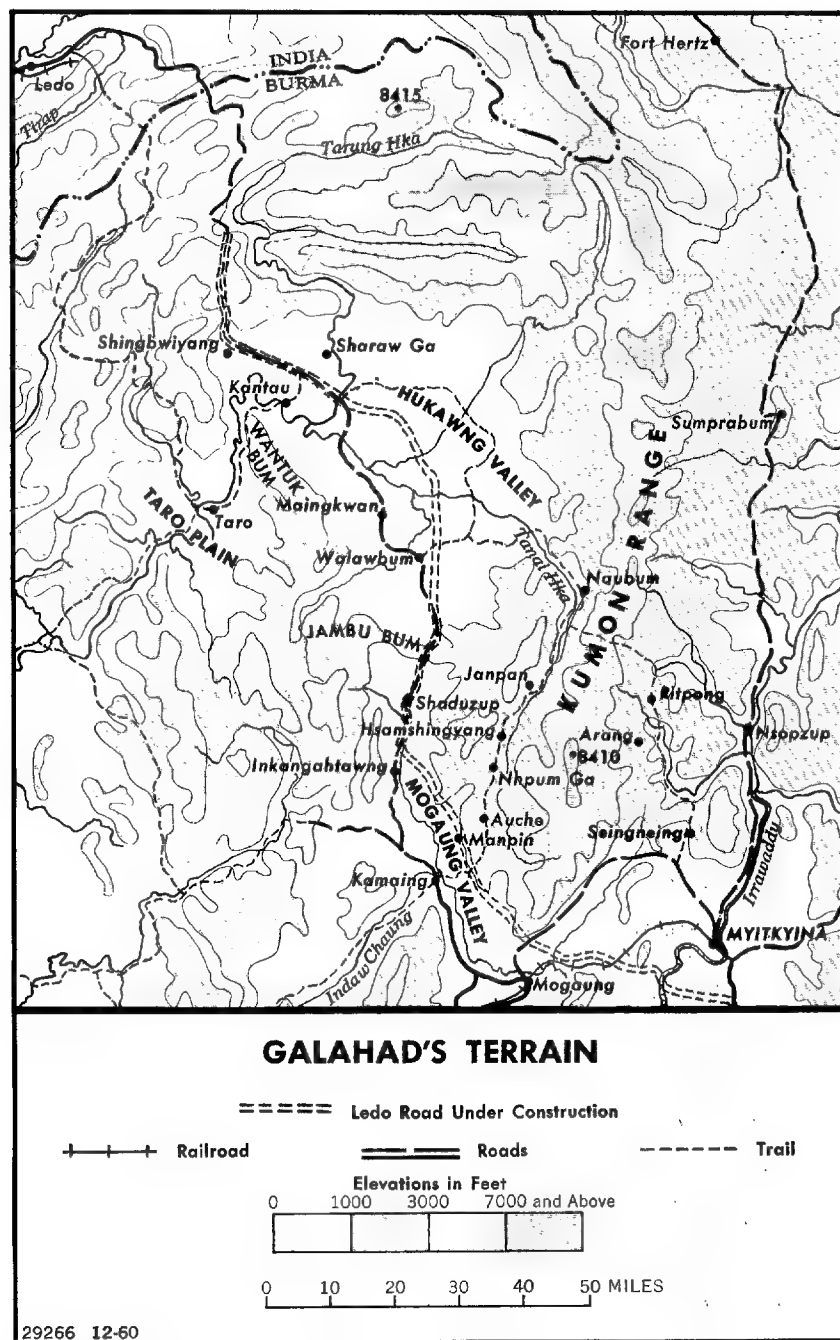 Fort Hertz
INDIA
BURMA
Ledo
8415
Tirap
Tarung Hka
Shingbwiyang
Sharaw Ga
Kantau
HUKAWNG VALLEY
WANTUK BUM
Sumprabum
Maingkwan
TARO PLAIN
Taro
KUMON RANGE
Walawbum
Tanai Hka
Naubum
JAMBU BUM
Janpan
Ritpong
Shaduzup
Hsamshingyang
Arang
8410
Nsopzup
Inkangahtawng
Nhpum Ga
MOGAUNG VALLEY
Auche
Manpin
Seingneing
Irrawaddy
Kamaing
Indaw Chaung
MYITKYINA
Mogaung
GALAHAD'S TERRAIN
Ledo Road Under Construction
Railroad Roads Trail
Elevations in Feet
0 1000 3000 7000 and Above
0 10 20 30 40 50 MILES
29266 12-60